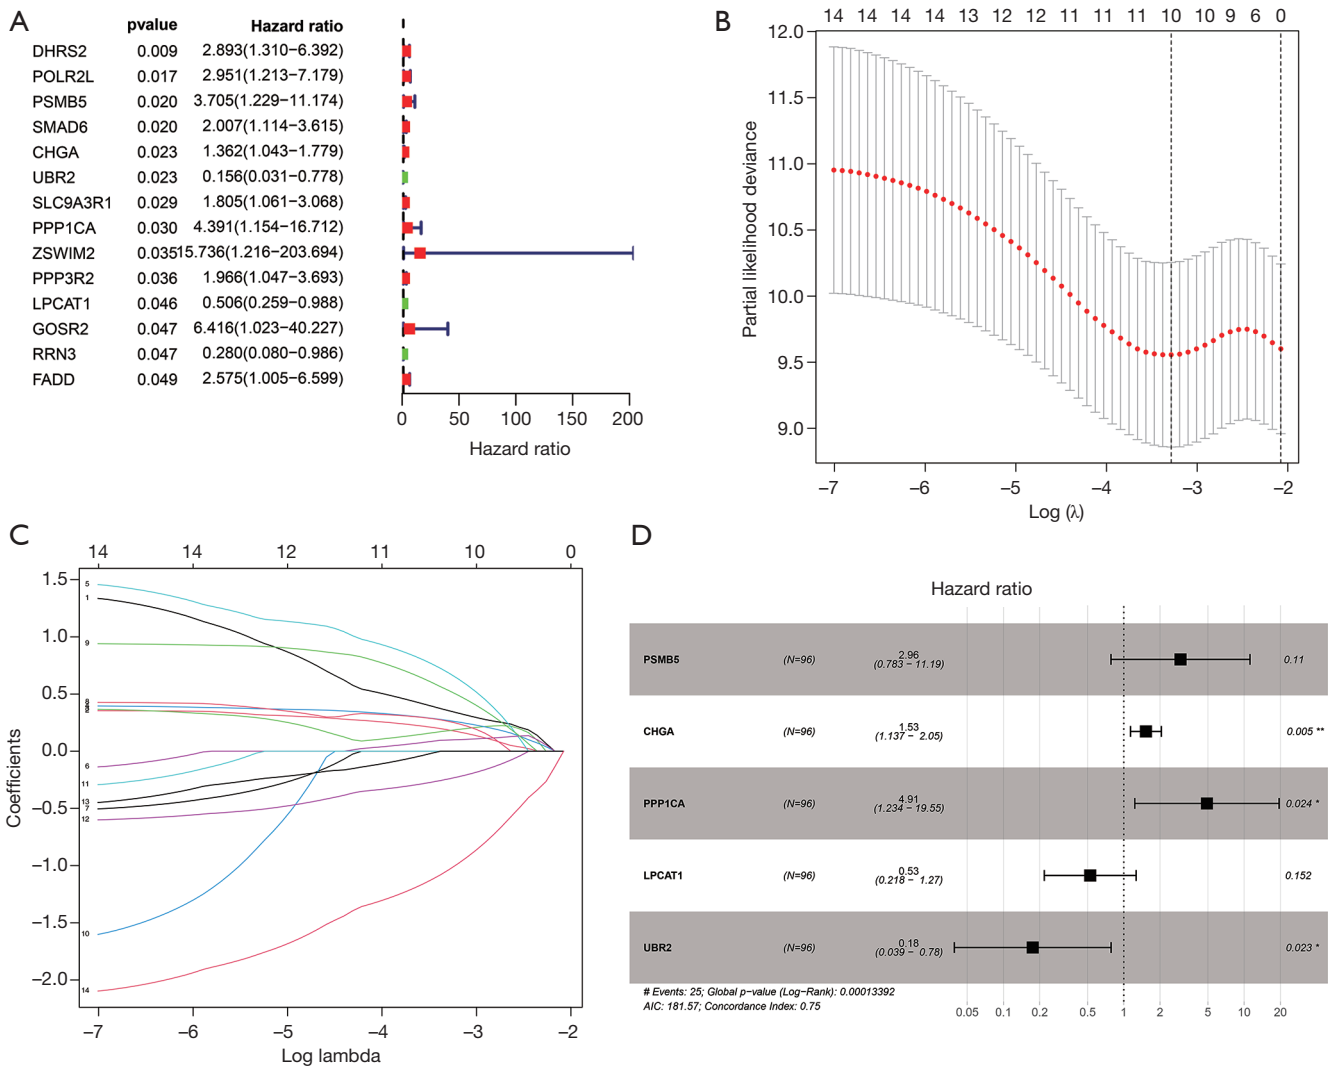 A
pvalue Hazard ratio
DHRS2 0.009 2.893(1.310−6.392)
POLR2L 0.017 2.951(1.213−7.179)
PSMB5 0.020 3.705(1.229−11.174)
SMAD6 0.020 2.007(1.114−3.615)
CHGA 0.023 1.362(1.043−1.779)
UBR2 0.023 0.156(0.031−0.778)
SLC9A3R1 0.029 1.805(1.061−3.068)
PPP1CA 0.030 4.391(1.154−16.712)
ZSWIM2 0.035 15.736(1.216−203.694)
PPP3R2 0.036 1.966(1.047−3.693)
LPCAT1 0.046 0.506(0.259−0.988)
GOSR2 0.047 6.416(1.023−40.227)
RRN3 0.047 0.280(0.080−0.986)
FADD 0.049 2.575(1.005−6.599)
0 50 100 150 200
Hazard ratio
B
14 14 14 14 13 12 12 11 11 11 10 10 9 6 0
12.0
11.5
11.0
10.5
10.0
9.5
9.0
Partial likelihood deviance
−7 −6 −5 −4 −3 −2
Log (λ)
C
14 14 12 11 10 0
1.5
1.0
0.5
0.0
−0.5
−1.0
−1.5
−2.0
Coefficients
5
1
9
2
6
11
13
7
12
10
14
−7 −6 −5 −4 −3 −2
Log lambda
D
Hazard ratio
PSMB5 (N=96) 2.96 (0.783 − 11.19) 0.11
CHGA (N=96) 1.53 (1.137 − 2.05) 0.005 **
PPP1CA (N=96) 4.91 (1.234 − 19.55) 0.024 *
LPCAT1 (N=96) 0.53 (0.218 − 1.27) 0.152
UBR2 (N=96) 0.18 (0.039 − 0.78) 0.023 *
# Events: 25; Global p−value (Log−Rank): 0.00013392
AIC: 181.57; Concordance Index: 0.75
0.05 0.1 0.2 0.5 1 2 5 10 20